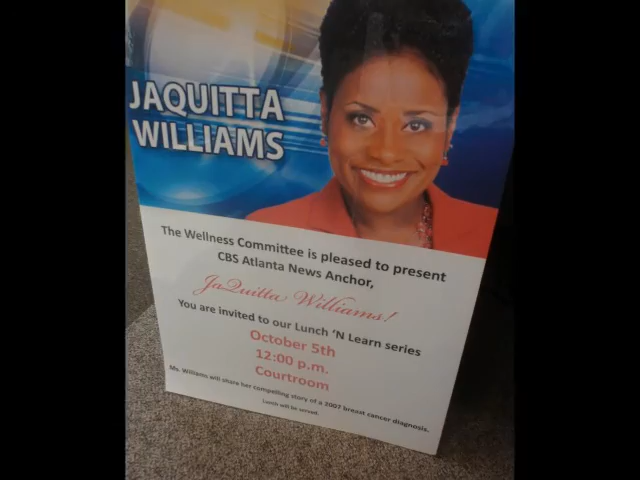 JAQUITTA
WILLIAMS
The Wellness Committee is pleased to present
CBS Atlanta News Anchor,
JaQuitta Williams!
You are invited to our Lunch ‘N Learn series
October 5th
12:00 p.m.
Courtroom
Ms. Williams will share her compelling story of a 2007 breast cancer diagnosis.
Lunch will be served.